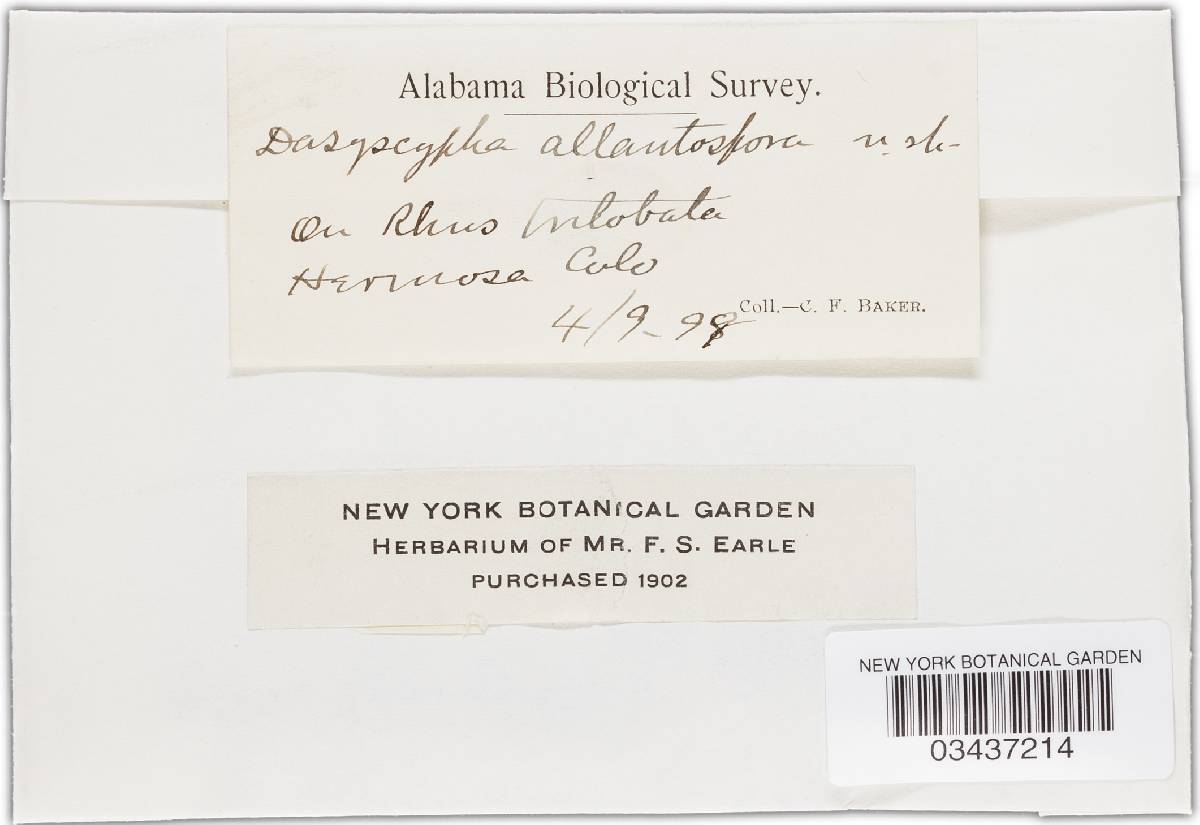 Alabama Biological Survey.
Dasyscypha allantospora n. sp.
On Rhus trilobata
Hermosa Colo
4/9-98 Coll.—C. F. BAKER.
NEW YORK BOTANICAL GARDEN
HERBARIUM OF MR. F. S. EARLE
PURCHASED 1902
NEW YORK BOTANICAL GARDEN
03437214